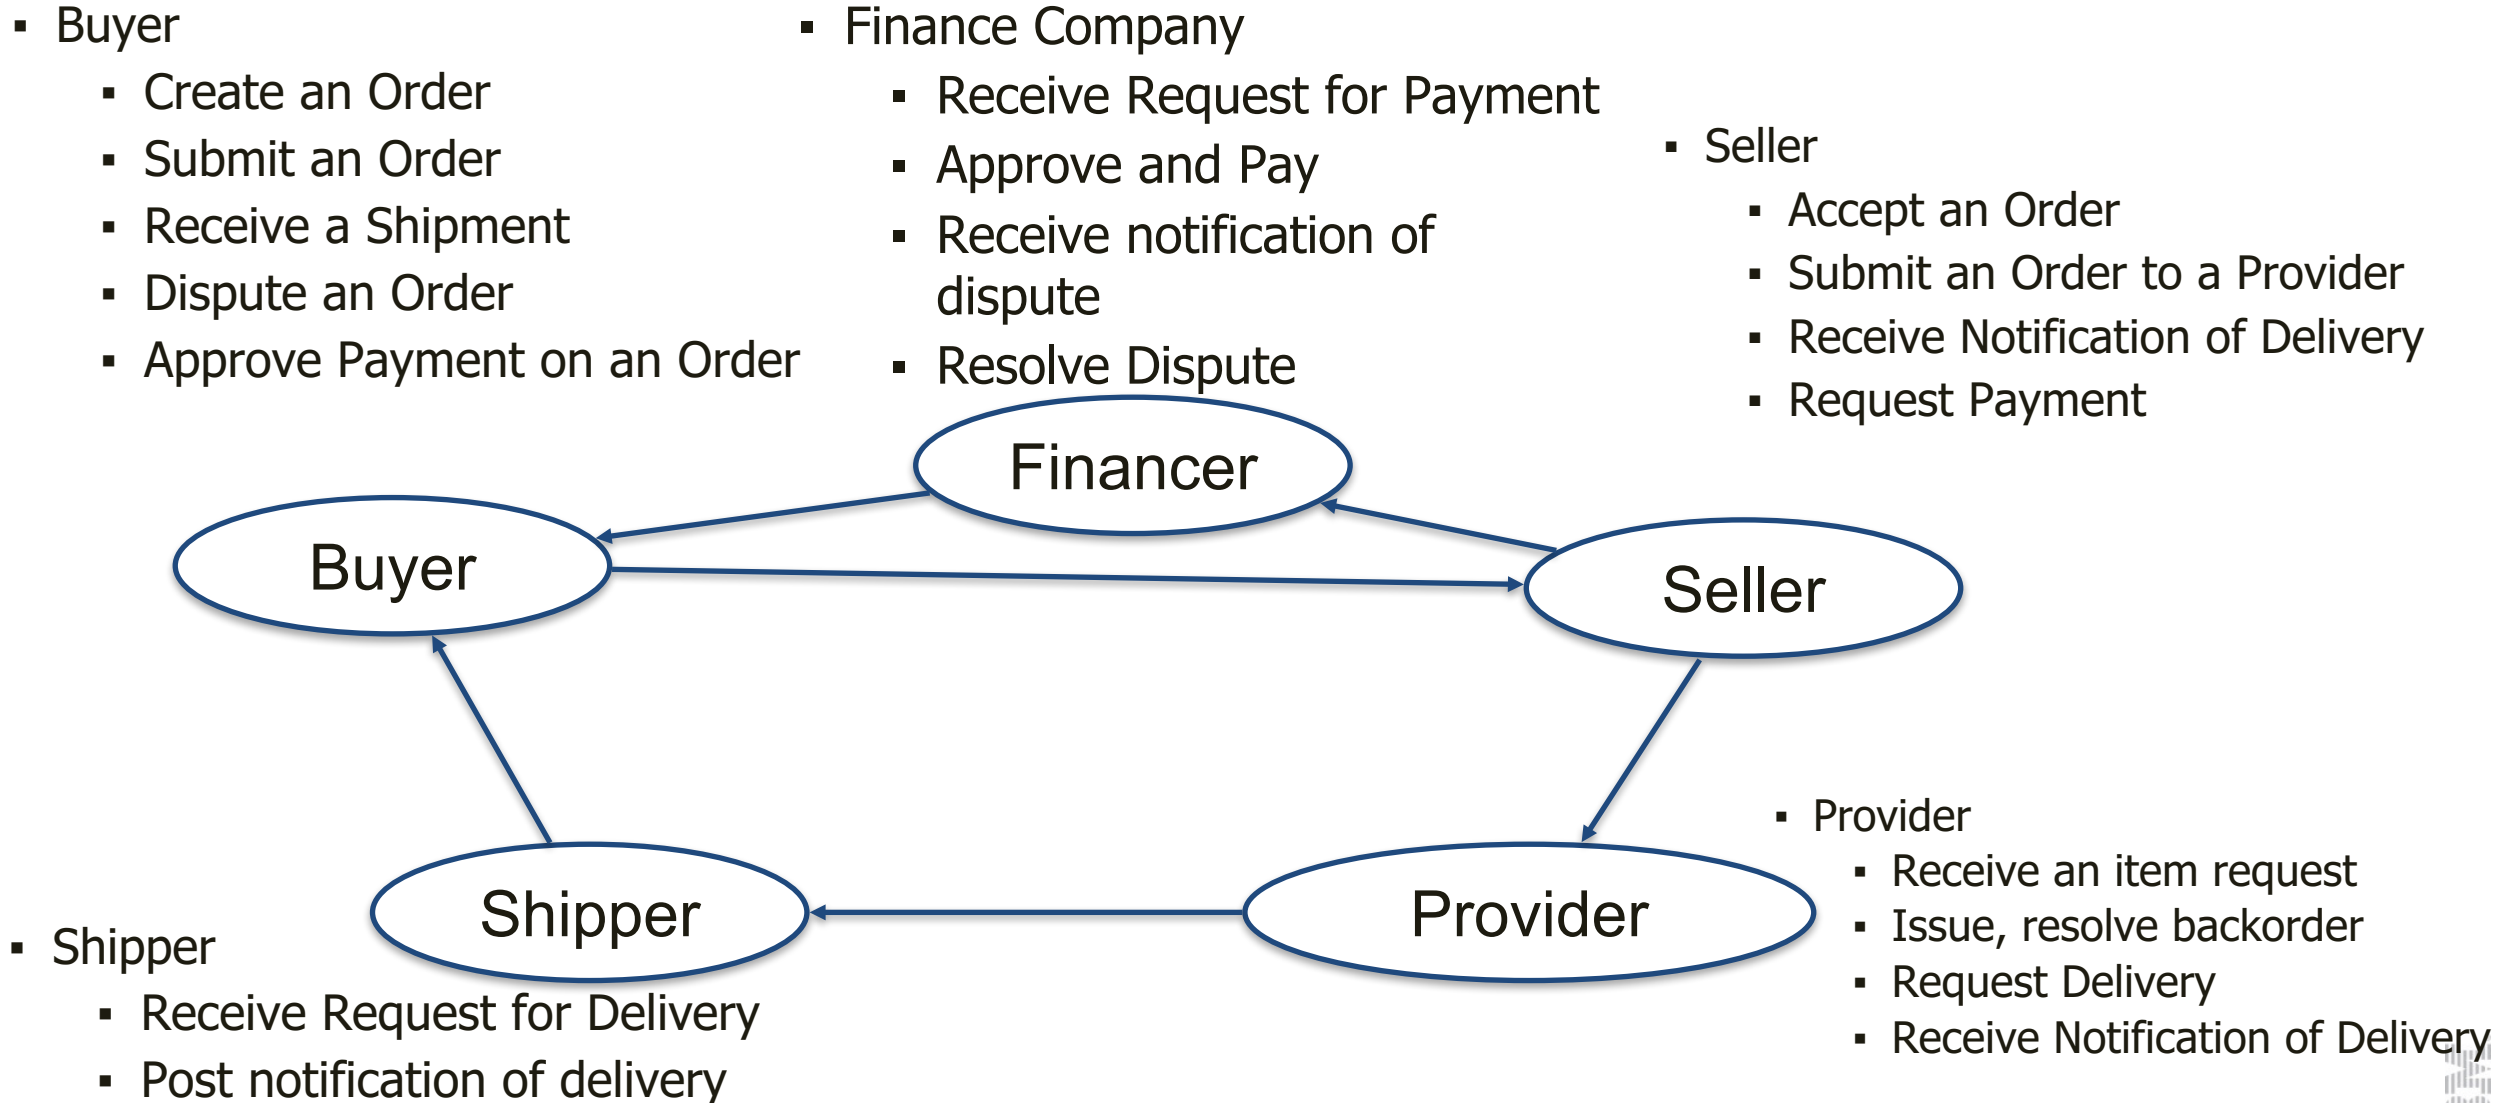 Buyer
Create an Order
Submit an Order
Receive a Shipment
Dispute an Order
Approve Payment on an Order
Finance Company
Receive Request for Payment
Approve and Pay
Receive notification of
dispute
Resolve Dispute
Seller
Accept an Order
Submit an Order to a Provider
Receive Notification of Delivery
Request Payment
Financer
Buyer
Seller
Shipper
Provider
Provider
Receive an item request
Issue, resolve backorder
Request Delivery
Receive Notification of Delivery
Shipper
Receive Request for Delivery
Post notification of delivery